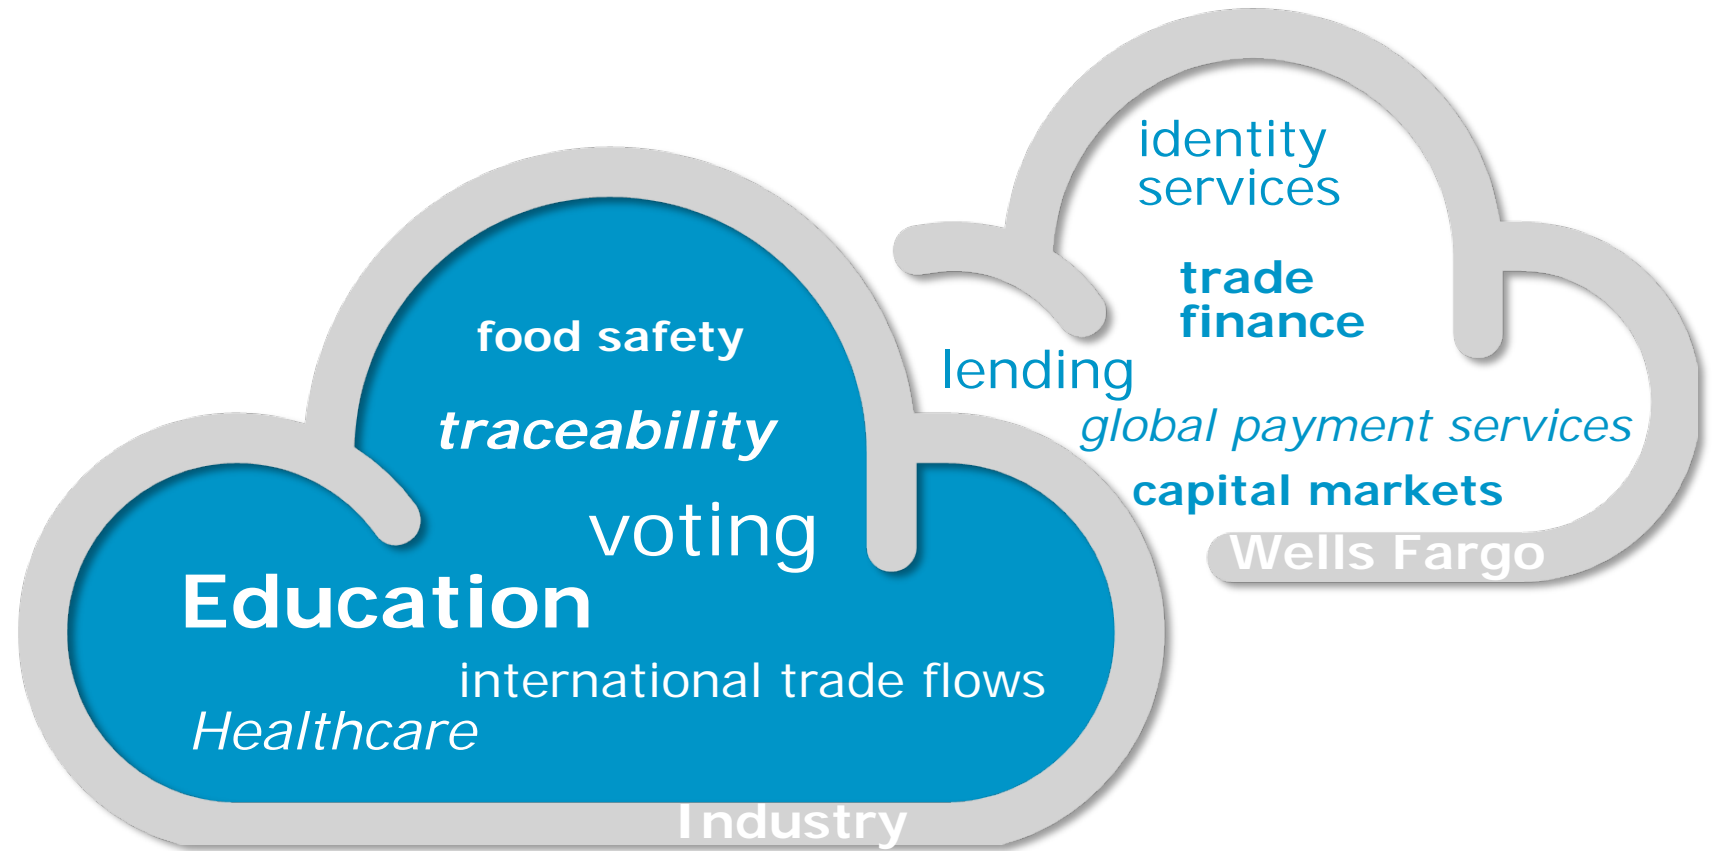 identity
services
trade
finance
lending
global payment services
capital markets
Wells Fargo
food safety
traceability
voting
Education
international trade flows
Healthcare
Industry